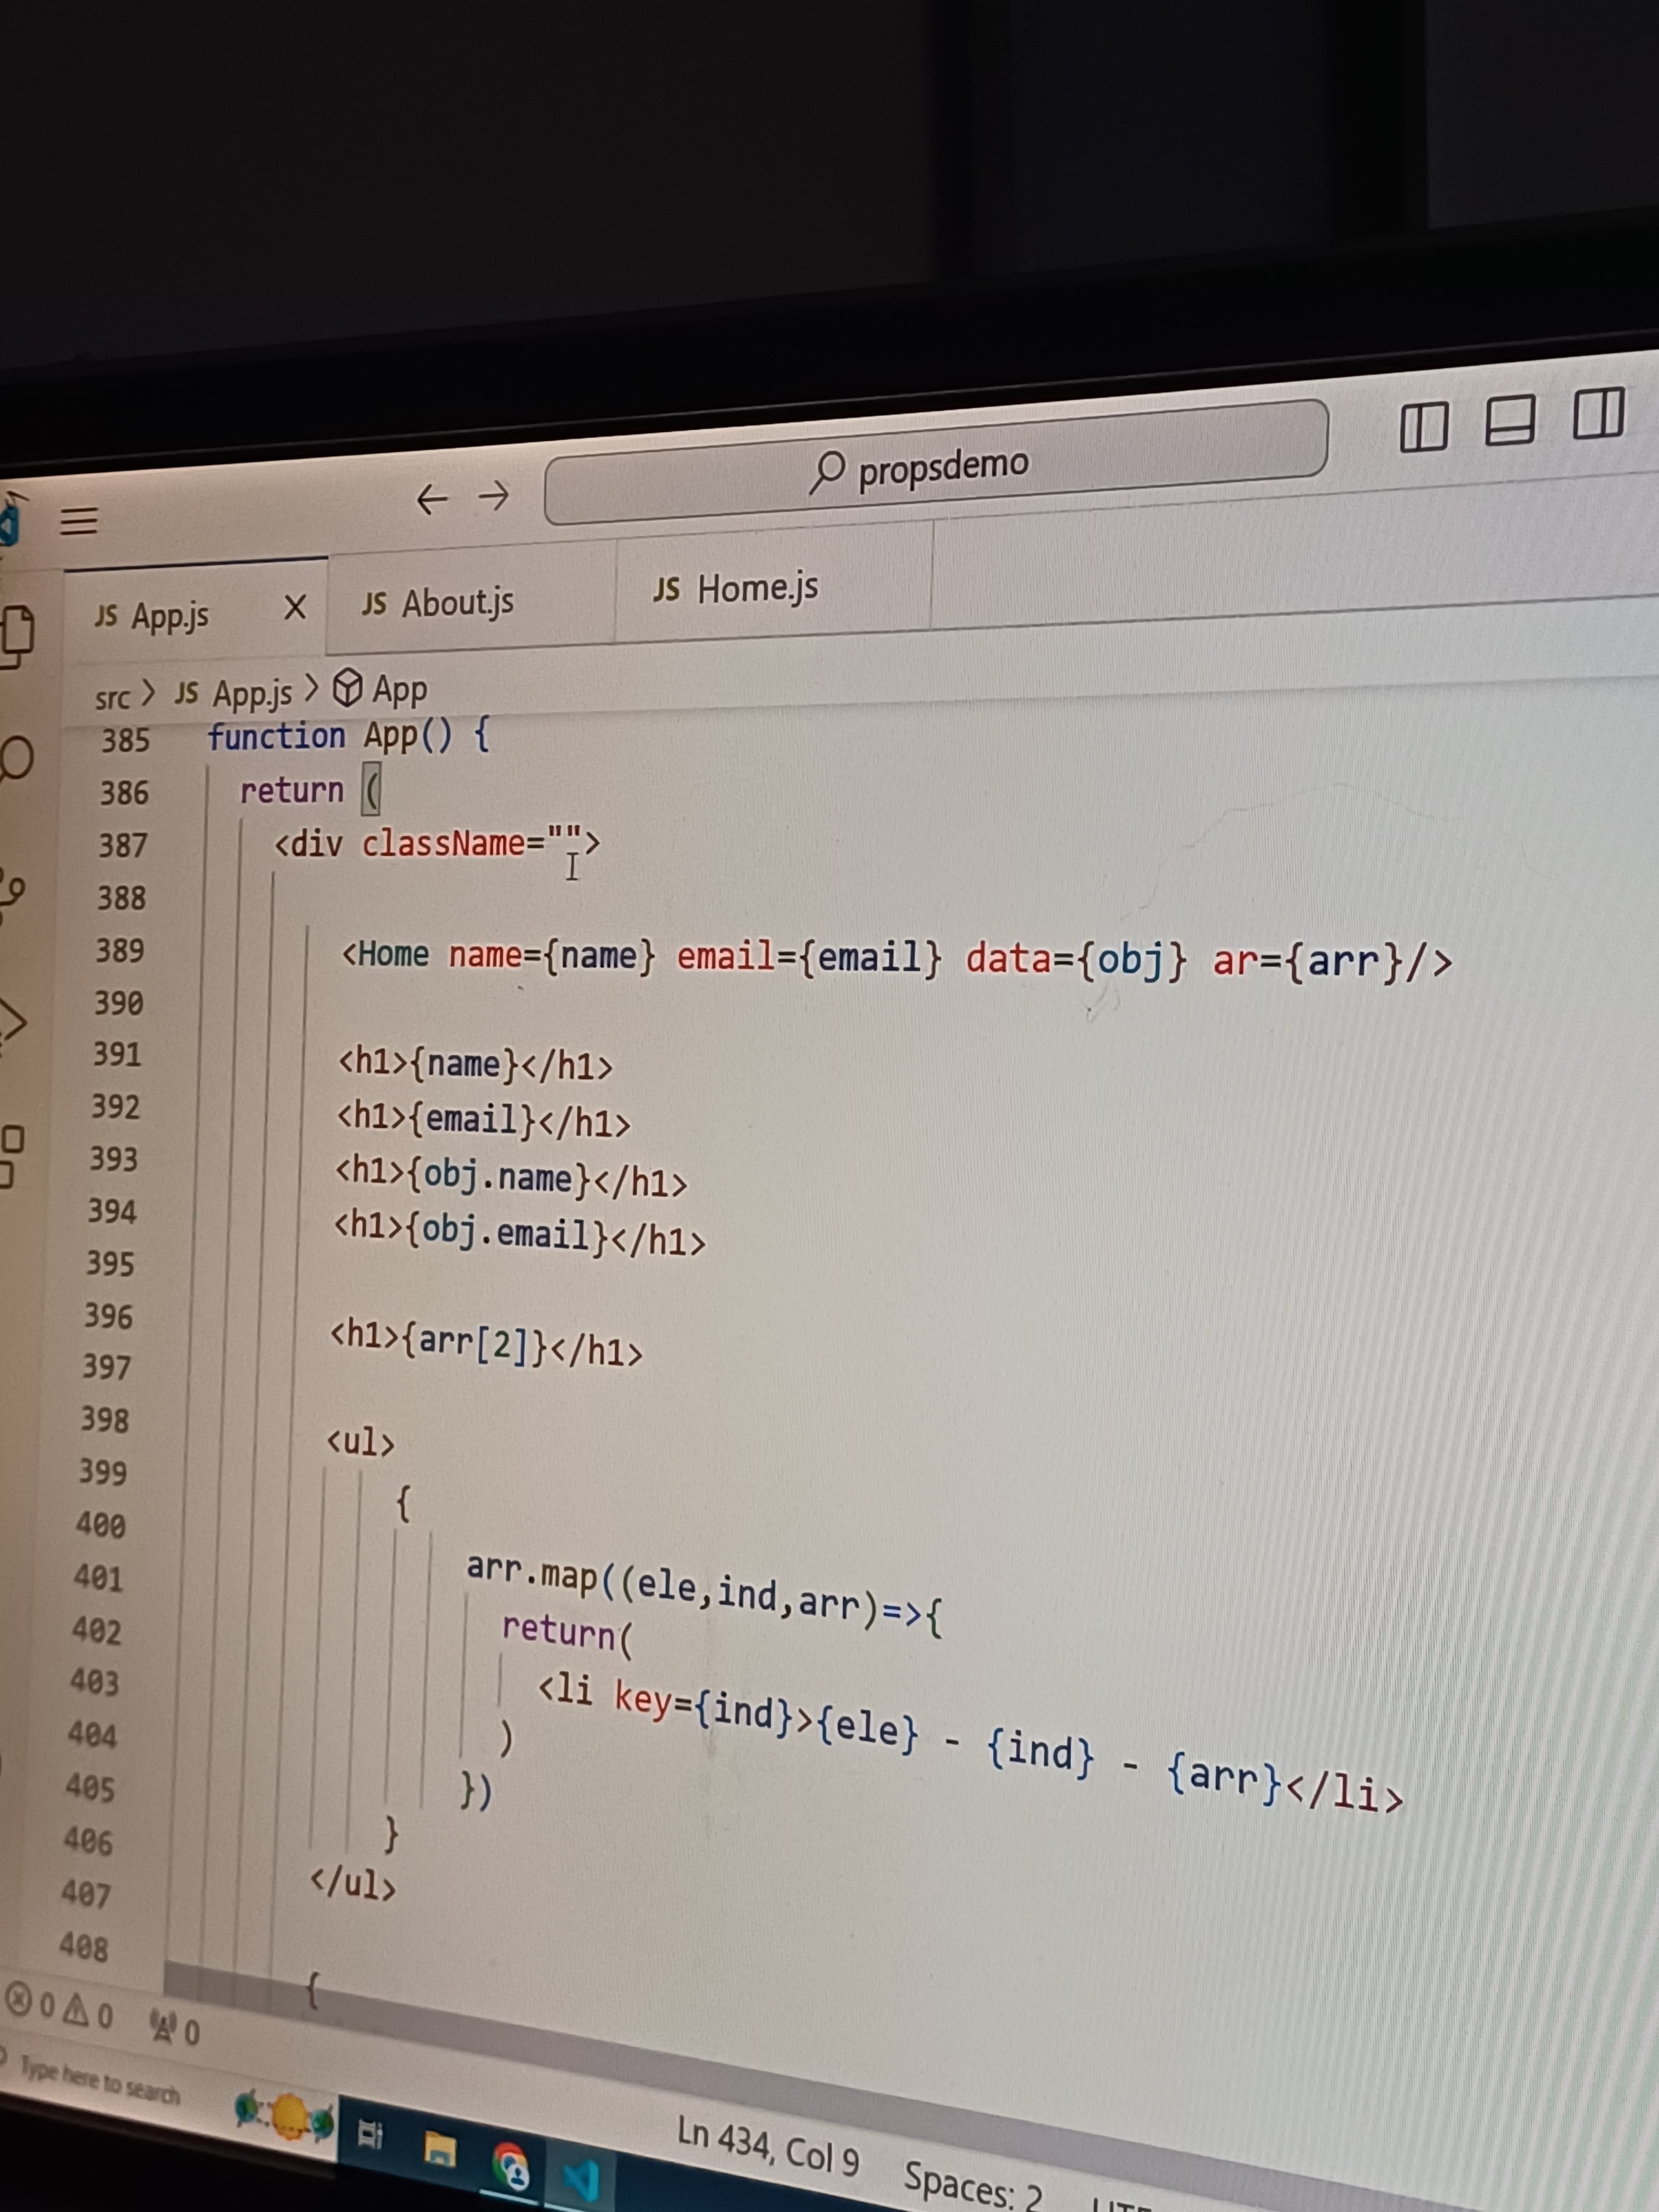 propsdemo
JS App.js X JS About.js JS Home.js
src > JS App.js > App
385 function App() {
386 return (
387 <div className="">
388
389 <Home name={name} email={email} data={obj} ar={arr}/>
390
391 <h1>{name}</h1>
392 <h1>{email}</h1>
393 <h1>{obj.name}</h1>
394 <h1>{obj.email}</h1>
395
396 <h1>{arr[2]}</h1>
397
398 <ul>
399 {
400 arr.map((ele,ind,arr)=>{
401 return(
402 <li key={ind}>{ele} - {ind} - {arr}</li>
403 )
404 })
405 }
406 </ul>
407
408 {
0 0 0
Ln 434, Col 9 Spaces: 2
Type here to search